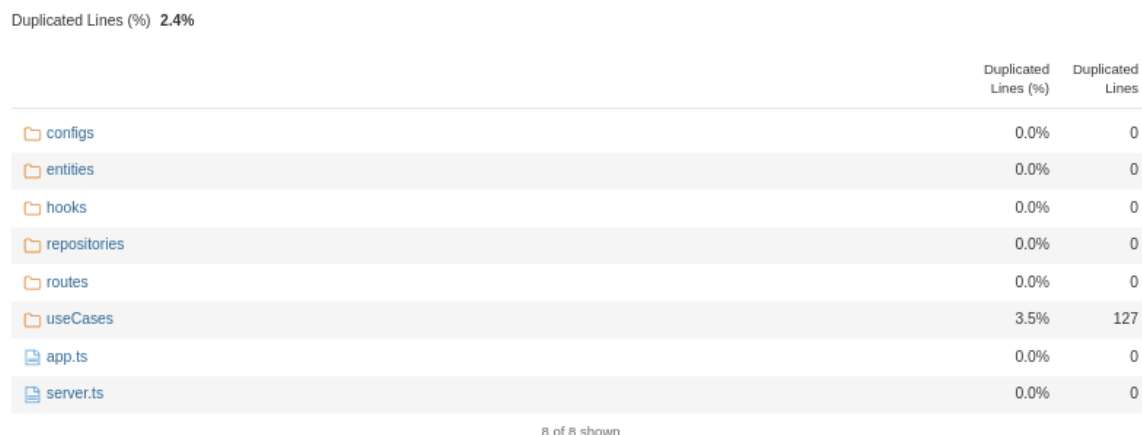 Duplicated Lines (%) 2.4%
Duplicated Lines (%) Duplicated Lines
configs 0.0% 0
entities 0.0% 0
hooks 0.0% 0
repositories 0.0% 0
routes 0.0% 0
useCases 3.5% 127
app.ts 0.0% 0
server.ts 0.0% 0
8 of 8 shown